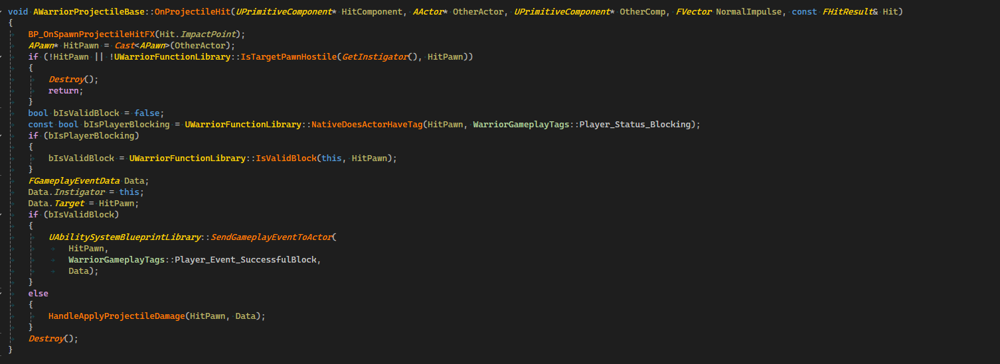 void AWarriorProjectileBase::OnProjectileHit(UPrimitiveComponent* HitComponent, AActor* OtherActor, UPrimitiveComponent* OtherComp, FVector NormalImpulse, const FHitResult& Hit)
{
BP_OnSpawnProjectileHitFX(Hit.ImpactPoint);
APawn* HitPawn = Cast<APawn>(OtherActor);
if (!HitPawn || !UWarriorFunctionLibrary::IsTargetPawnHostile(GetInstigator(), HitPawn))
{
Destroy();
return;
}
bool bIsValidBlock = false;
const bool bIsPlayerBlocking = UWarriorFunctionLibrary::NativeDoesActorHaveTag(HitPawn, WarriorGameplayTags::Player_Status_Blocking);
if (bIsPlayerBlocking)
{
bIsValidBlock = UWarriorFunctionLibrary::IsValidBlock(this, HitPawn);
}
FGameplayEventData Data;
Data.Instigator = this;
Data.Target = HitPawn;
if (bIsValidBlock)
{
UAbilitySystemBlueprintLibrary::SendGameplayEventToActor(
HitPawn,
WarriorGameplayTags::Player_Event_SuccessfulBlock,
Data);
}
else
{
HandleApplyProjectileDamage(HitPawn, Data);
}
Destroy();
}